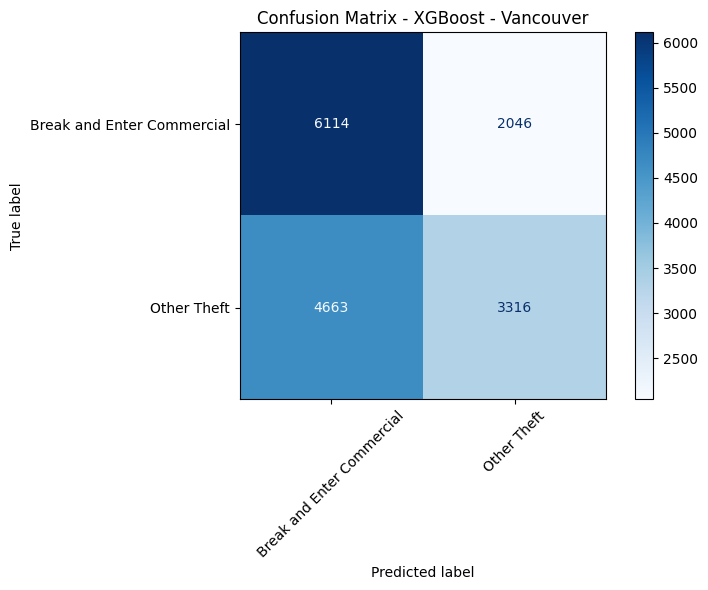 Confusion Matrix - XGBoost - Vancouver
True label
Break and Enter Commercial
6114
2046
Other Theft
4663
3316
Break and Enter Commercial
Other Theft
Predicted label
6000
5500
5000
4500
4000
3500
3000
2500